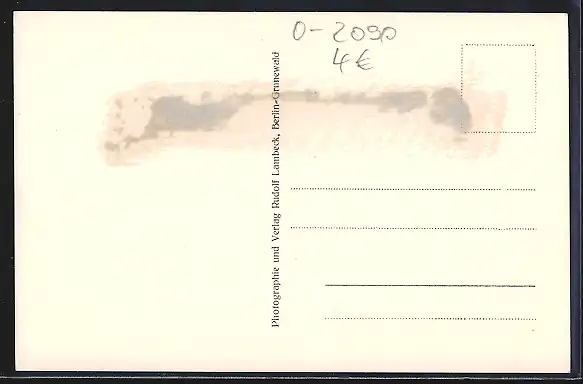 0-2090
4€
Photographie und Verlag Rudolf Lambeck, Berlin-Grunewald